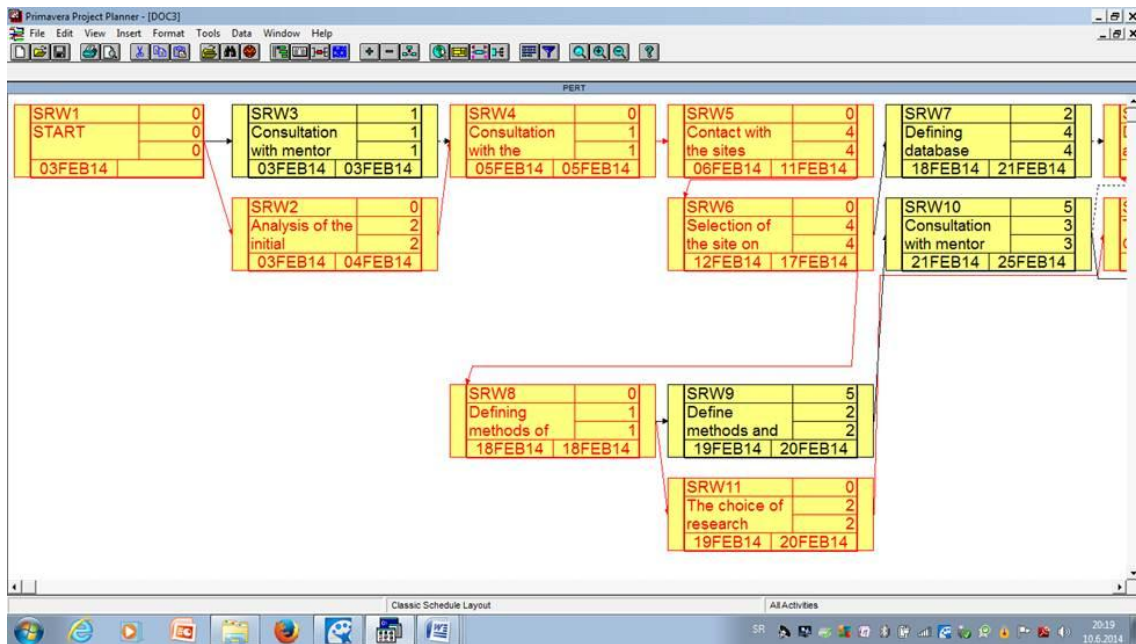 Primavera Project Planner - [DOC3]
File Edit View Insert Format Tools Data Window Help
PERT
SRW1 0
START 0
0
03FEB14
SRW3 1
Consultation 1
with mentor 1
03FEB14 03FEB14
SRW4 0
Consultation 1
with the 1
05FEB14 05FEB14
SRW5 0
Contact with 4
the sites 4
06FEB14 11FEB14
SRW7 2
Defining 4
database 4
18FEB14 21FEB14
SRW2 0
Analysis of the 2
initial 2
03FEB14 04FEB14
SRW6 0
Selection of 4
the site on 4
12FEB14 17FEB14
SRW10 5
Consultation 3
with mentor 3
21FEB14 25FEB14
SRW8 0
Defining 1
methods of 1
18FEB14 18FEB14
SRW9 5
Define 2
methods and 2
19FEB14 20FEB14
SRW11 0
The choice of 2
research 2
19FEB14 20FEB14
Classic Schedule Layout All Activities
SR 20:19
10.6.2014